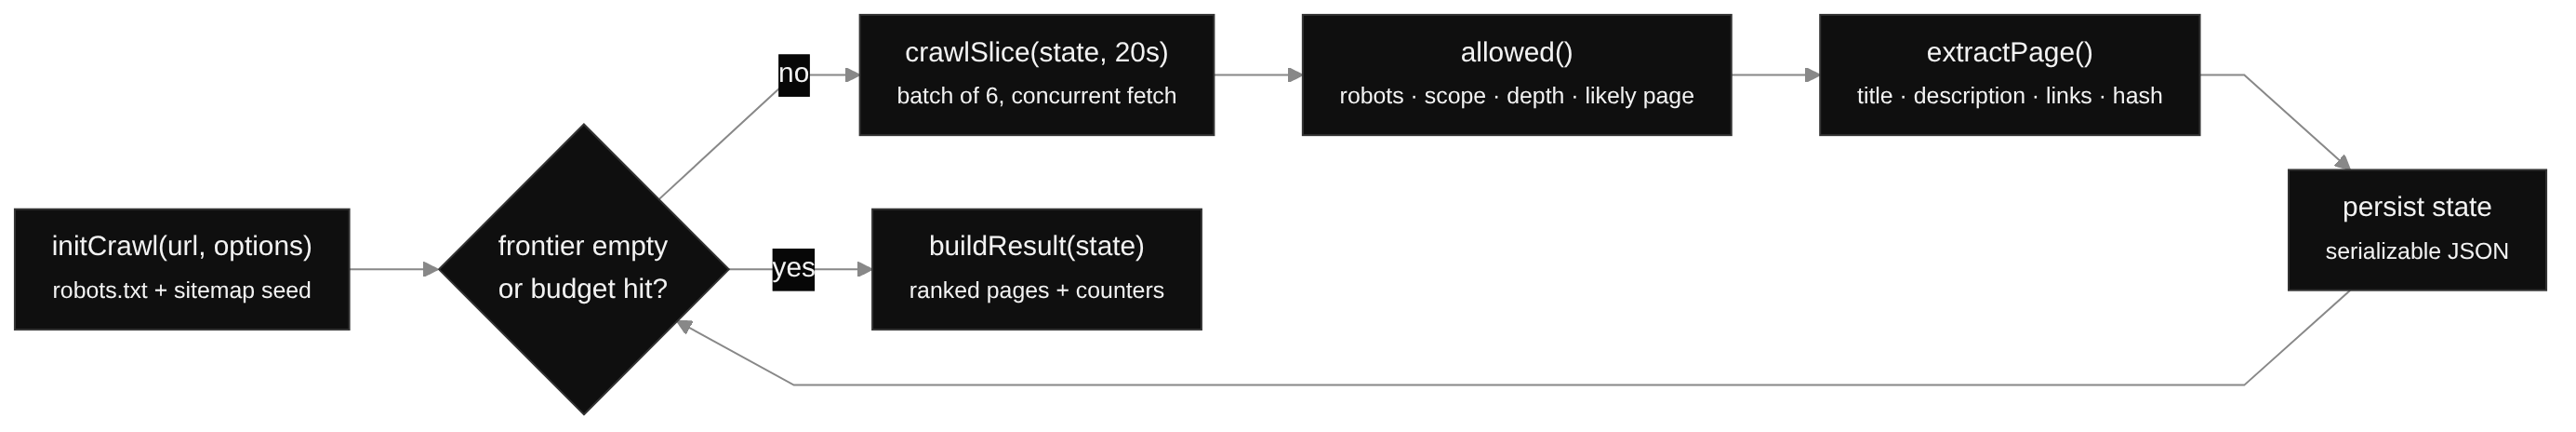 initCrawl(url, options)
robots.txt + sitemap seed
frontier empty
or budget hit?
no
crawlSlice(state, 20s)
batch of 6, concurrent fetch
allowed()
robots · scope · depth · likely page
extractPage()
title · description · links · hash
persist state
serializable JSON
yes
buildResult(state)
ranked pages + counters